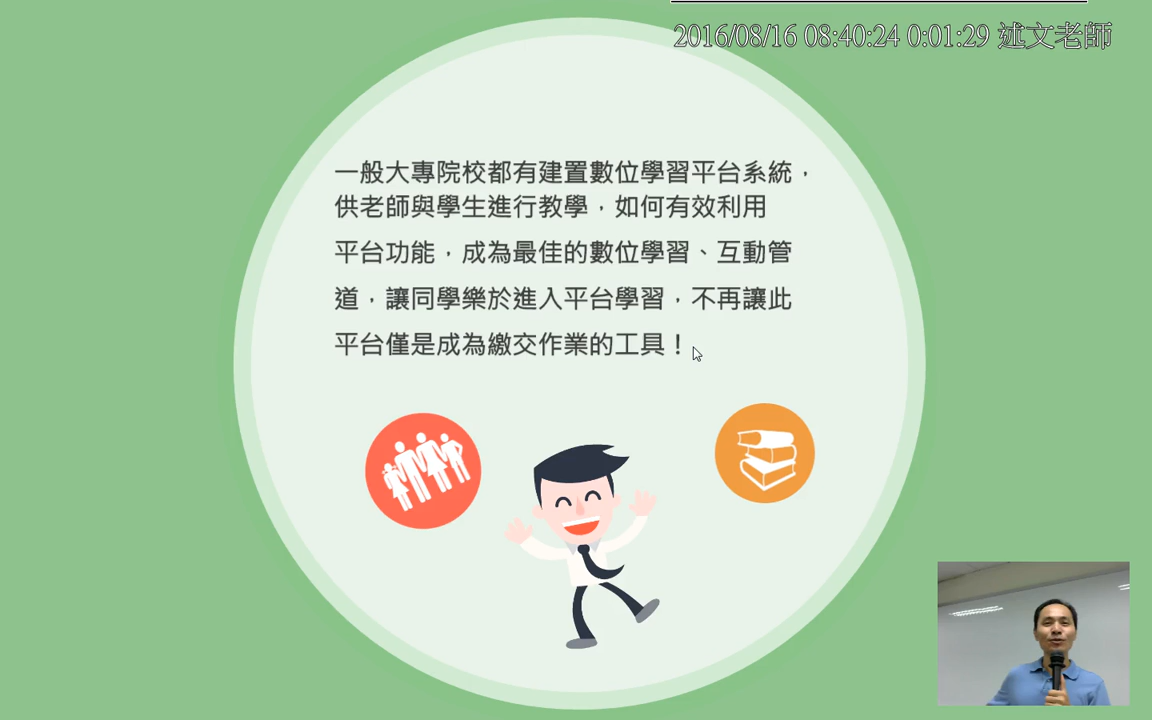 2016/08/16 08:40:24 0:01:29 述文老師
一般大專院校都有建置數位學習平台系統，
供老師與學生進行教學，如何有效利用
平台功能，成為最佳的數位學習、互動管
道，讓同學樂於進入平台學習，不再讓此
平台僅是成為繳交作業的工具！